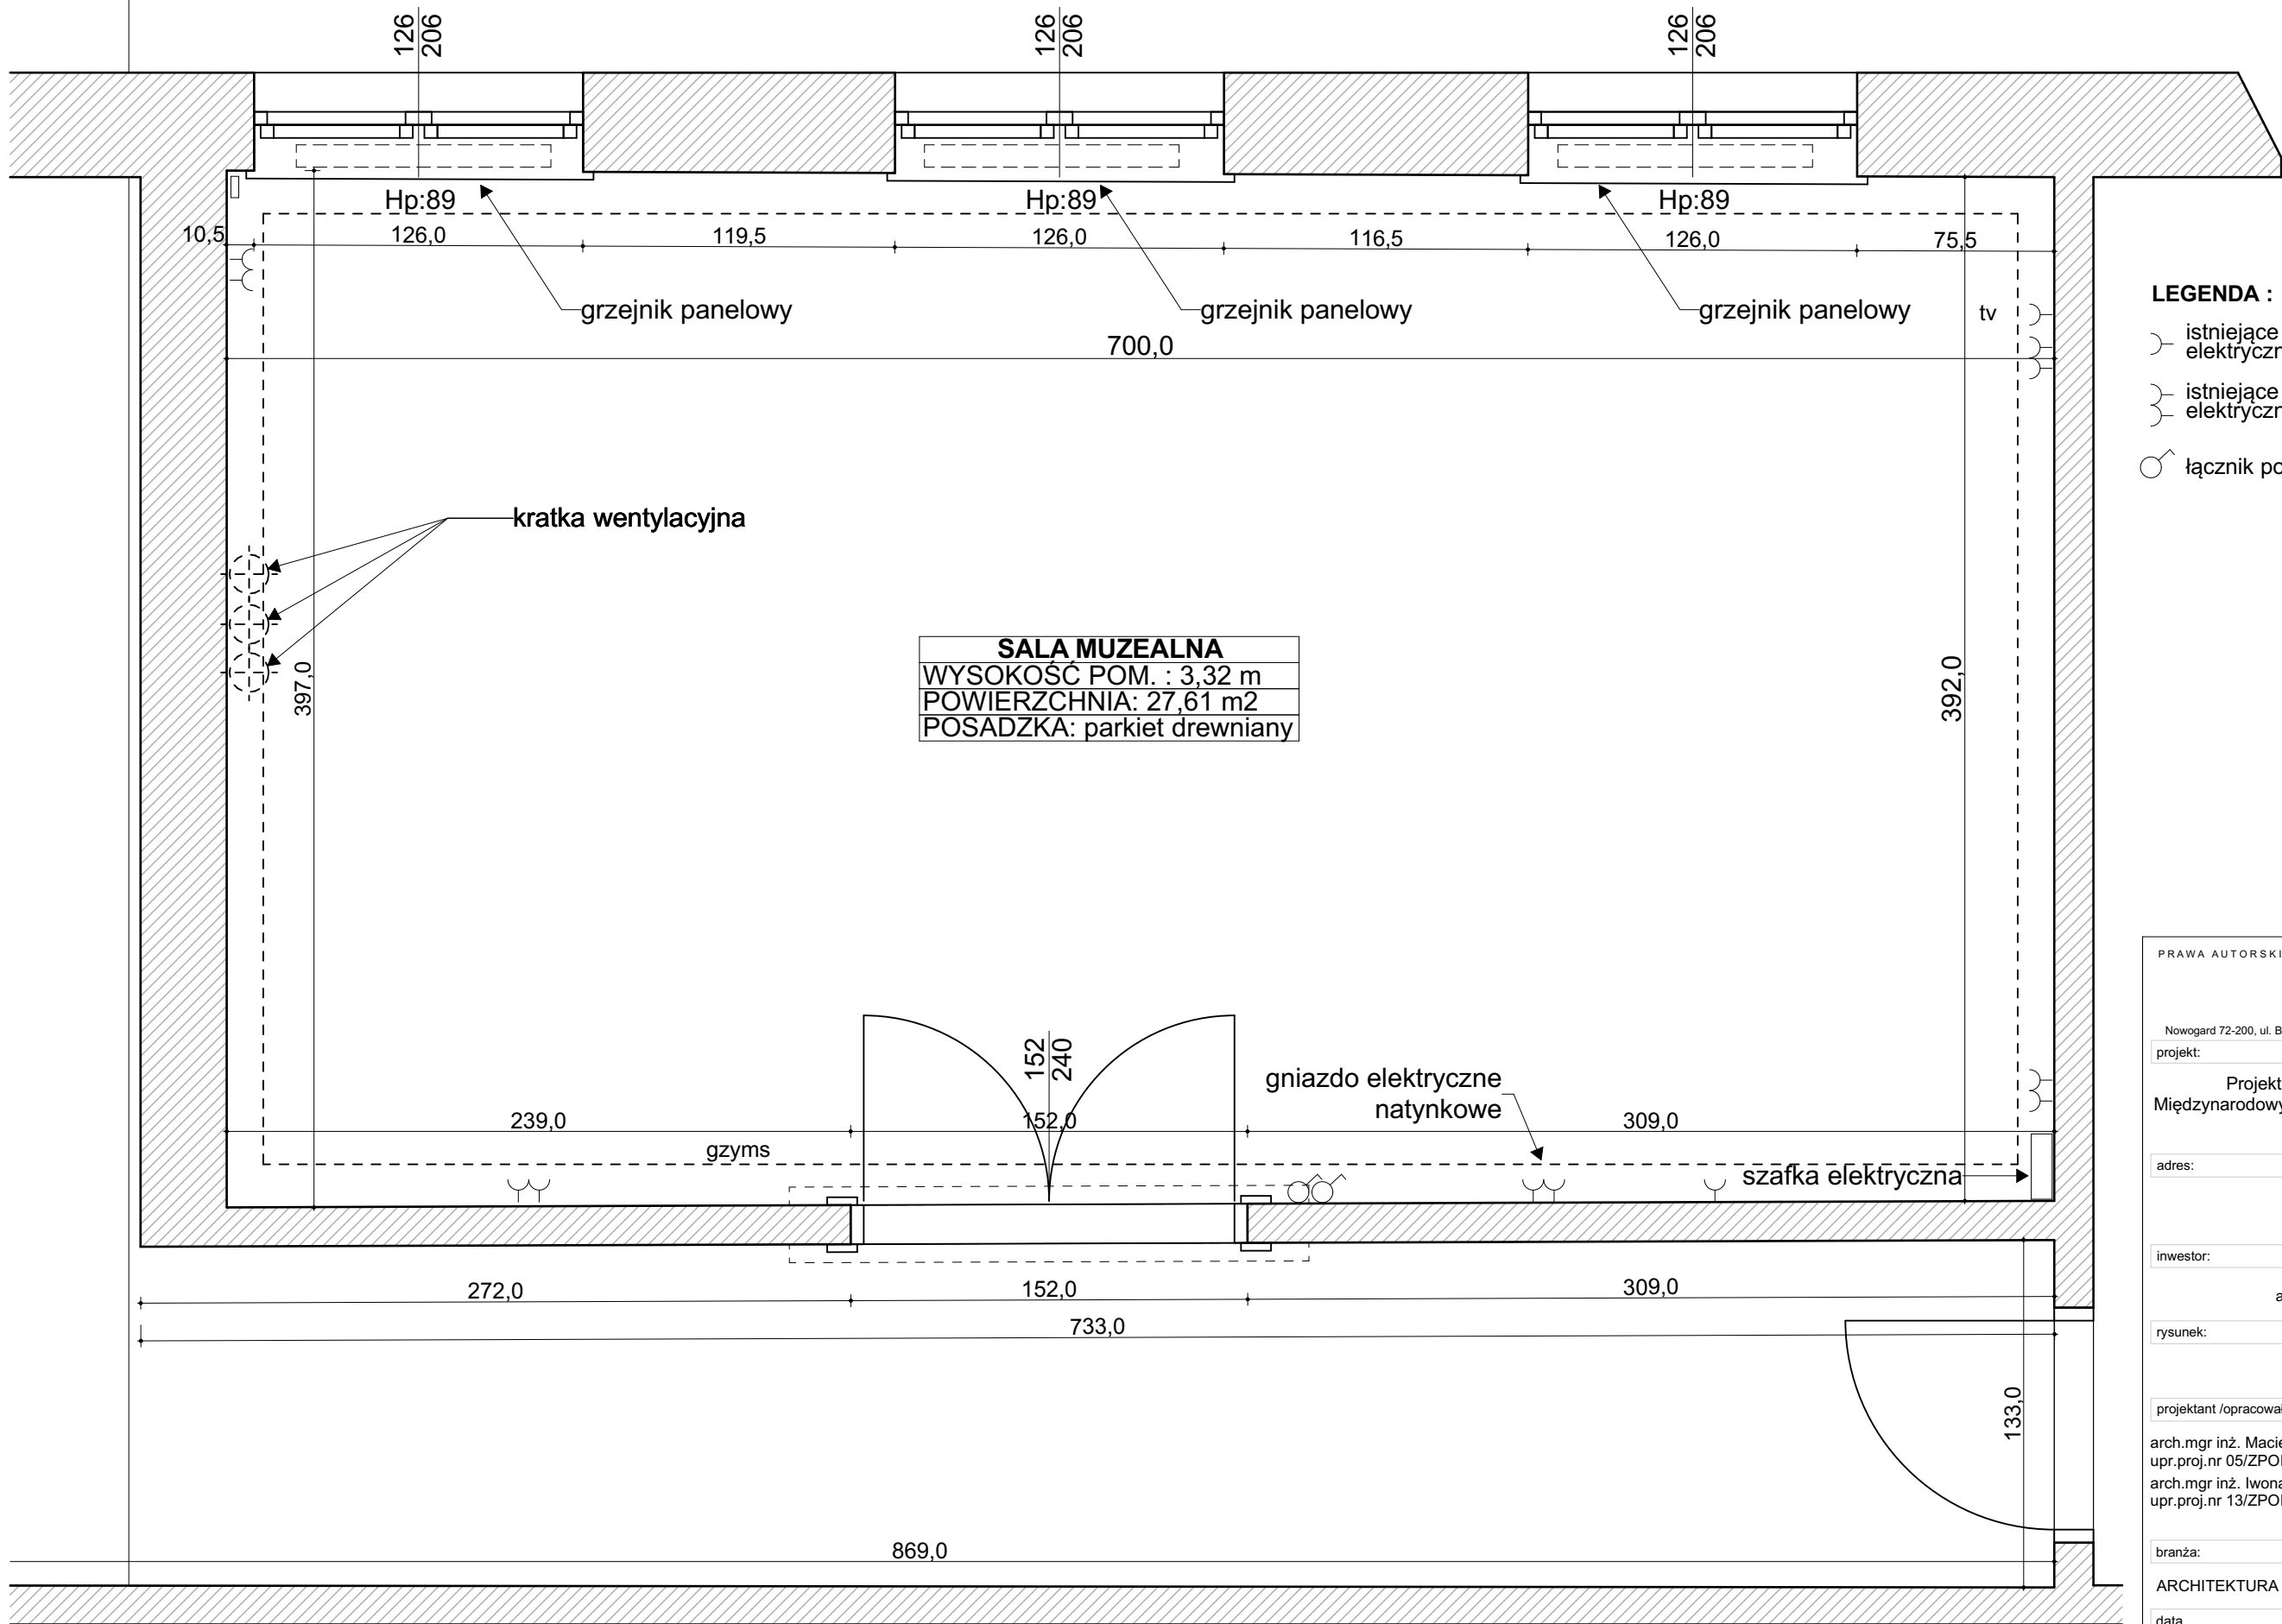 126
206
126
206
126
206
Hp:89
Hp:89
Hp:89
10,5
126,0
119,5
126,0
116,5
126,0
75,5
grzejnik panelowy
grzejnik panelowy
grzejnik panelowy
tv
700,0
LEGENDA :
istniejące
elektryczn
istniejące
elektryczn
łącznik po
kratka wentylacyjna
397,0
392,0
SALA MUZEALNA
WYSOKOŚĆ POM. : 3,32 m
POWIERZCHNIA: 27,61 m2
POSADZKA: parkiet drewniany
152
240
gniazdo elektryczne
natynkowe
239,0
152,0
309,0
gzyms
szafka elektryczna
272,0
152,0
309,0
733,0
133,0
869,0
PRAWA AUTORSKI
Nowogard 72-200, ul. B
projekt:
Projekt
Międzynarodowy
adres:
inwestor:
a
rysunek:
projektant /opracował
arch.mgr inż. Macie
upr.proj.nr 05/ZPOI
arch.mgr inż. Iwona
upr.proj.nr 13/ZPOI
branża:
ARCHITEKTURA
data